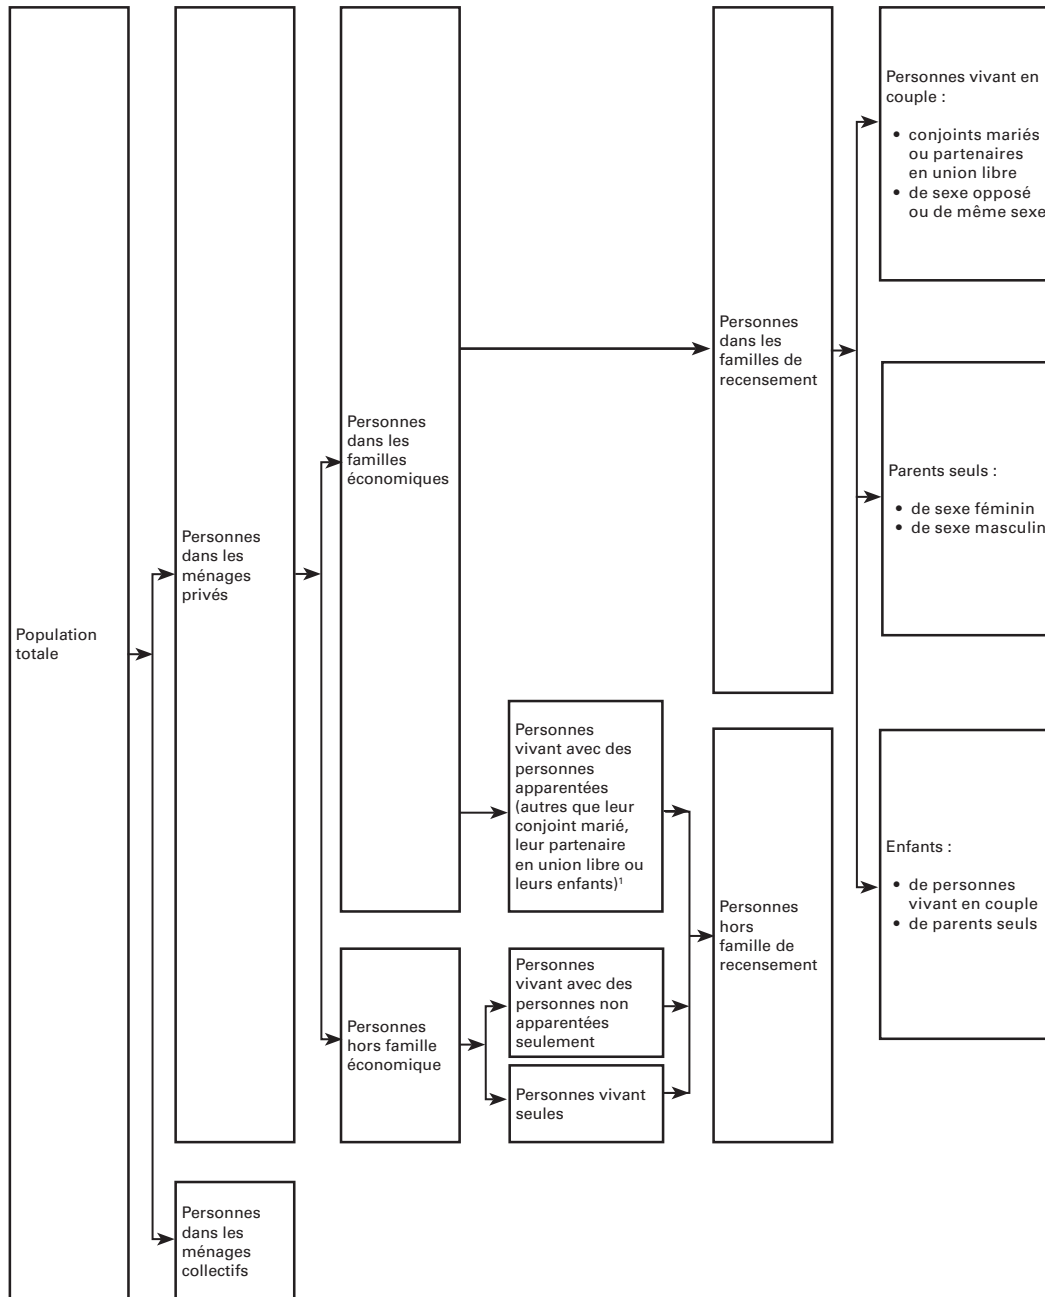 Population
totale
Personnes
dans les
ménages
privés
Personnes
dans les
ménages
collectifs
Personnes
dans les
familles
économiques
Personnes
hors famille
économique
Personnes
vivant avec des
personnes
apparentées
(autres que leur
conjoint marié,
leur partenaire
en union libre ou
leurs enfants)¹
Personnes
vivant avec des
personnes non
apparentées
seulement
Personnes vivant
seules
Personnes
dans les
familles de
recensement
Personnes
hors
famille de
recensement
Personnes vivant en
couple :
• conjoints mariés
ou partenaires
en union libre
• de sexe opposé
ou de même sexe
Parents seuls :
• de sexe féminin
• de sexe masculin
Enfants :
• de personnes
vivant en couple
• de parents seuls